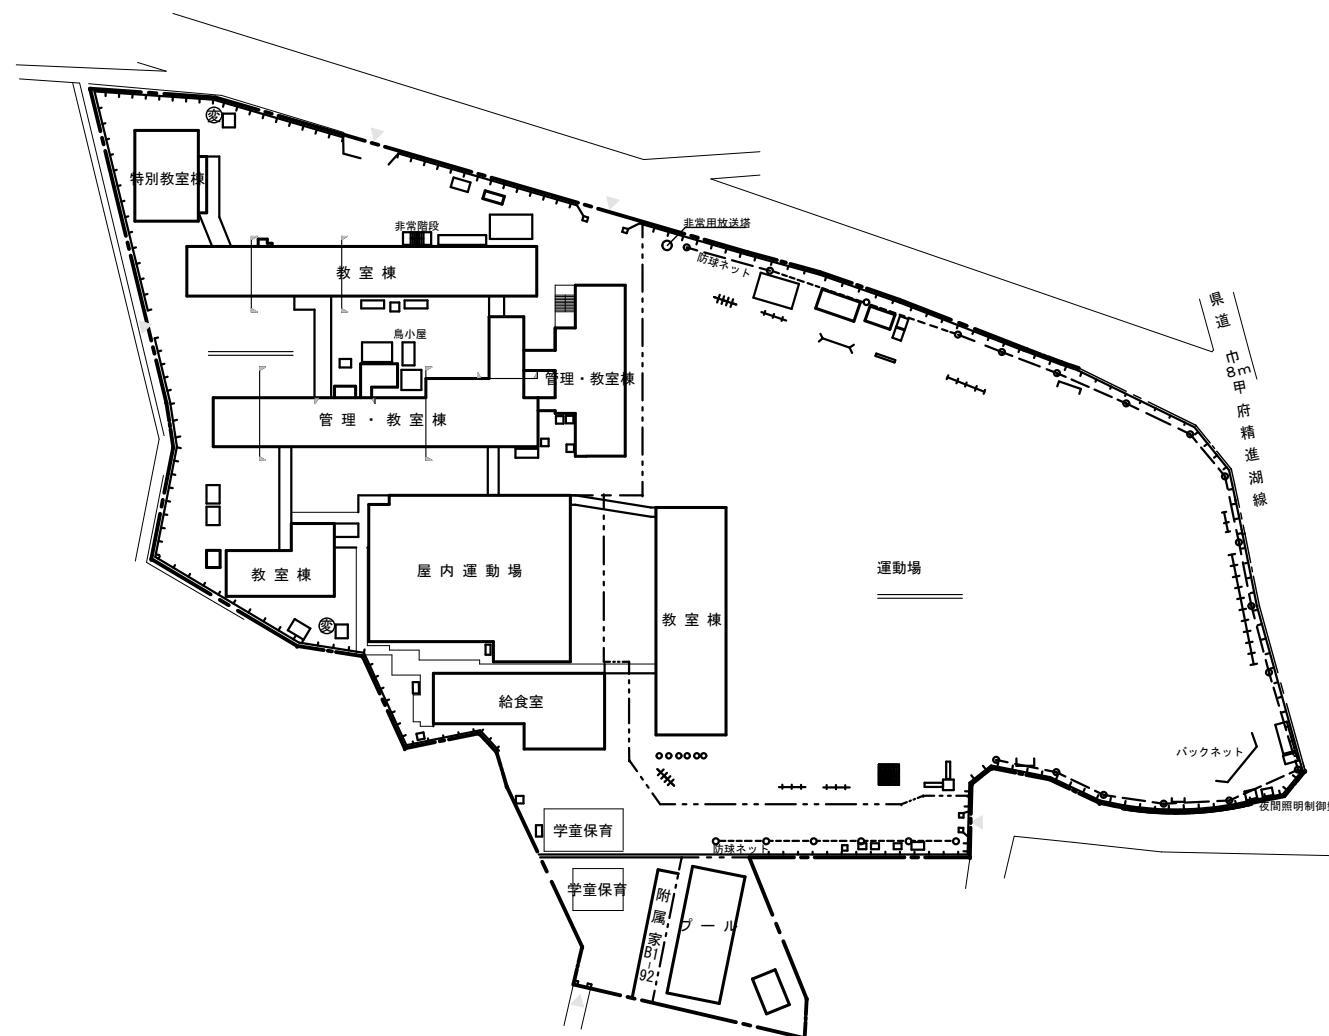 変
特別教室棟
非常階段
教室棟
非常用放送塔
防球ネット
鳥小屋
管理・教室棟
管理・教室棟
県道 巾8m甲府精進湖線
教室棟
屋内運動場
運動場
教室棟
変
給食室
バックネット
夜間照明制御
学童保育
防球ネット
学童保育
附属家B1-92
プール